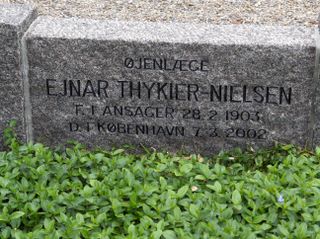 ØJENLÆGE
EJNAR THYKIER-NIELSEN
F. I ANSAGER 28. 2. 1903.
D. I KØBENHAVN 7. 3. 2002.